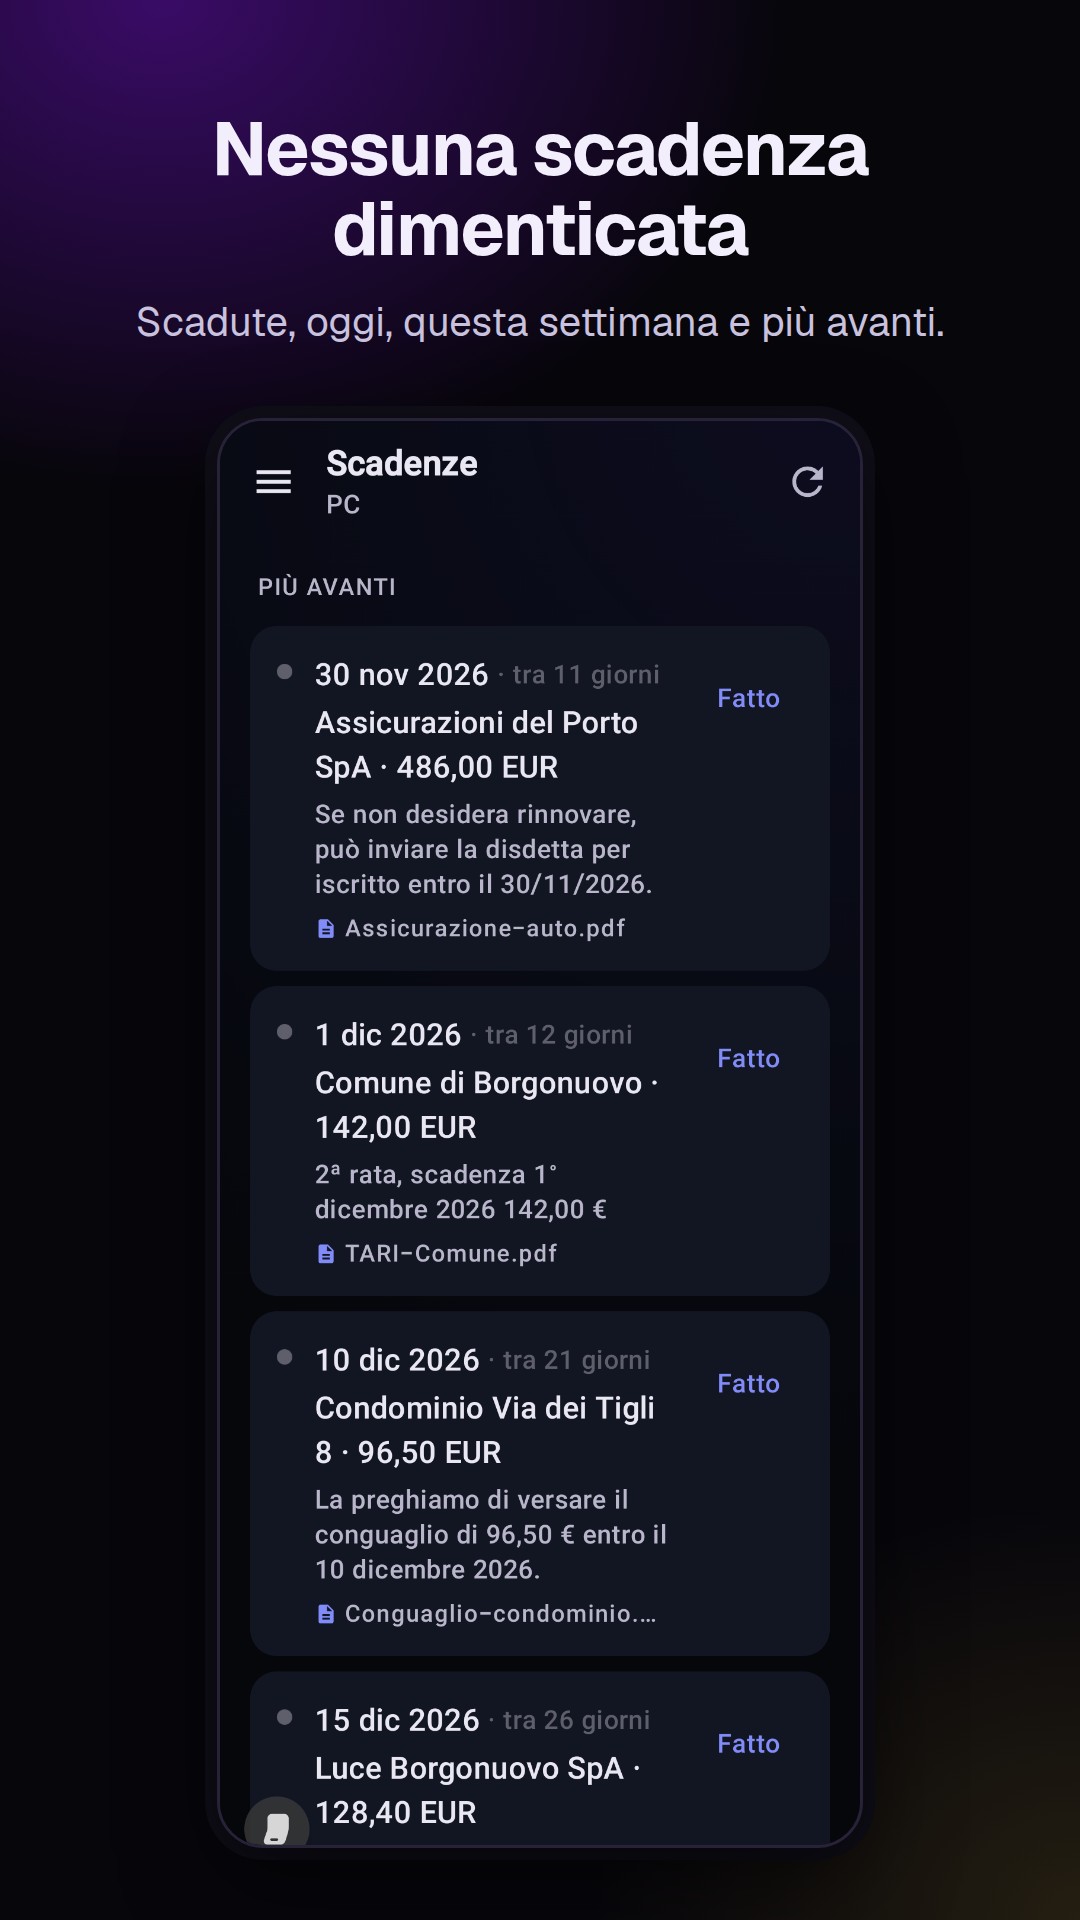 Nessuna scadenza
dimenticata
Scadute, oggi, questa settimana e più avanti.
Scadenze
PC
PIÙ AVANTI
30 nov 2026 · tra 11 giorni
Fatto
Assicurazioni del Porto
SpA · 486,00 EUR
Se non desidera rinnovare,
può inviare la disdetta per
iscritto entro il 30/11/2026.
Assicurazione-auto.pdf
1 dic 2026 · tra 12 giorni
Fatto
Comune di Borgonuovo ·
142,00 EUR
2ª rata, scadenza 1°
dicembre 2026 142,00 €
TARI-Comune.pdf
10 dic 2026 · tra 21 giorni
Fatto
Condominio Via dei Tigli
8 · 96,50 EUR
La preghiamo di versare il
conguaglio di 96,50 € entro il
10 dicembre 2026.
Conguaglio-condominio.…
15 dic 2026 · tra 26 giorni
Fatto
Luce Borgonuovo SpA ·
128,40 EUR